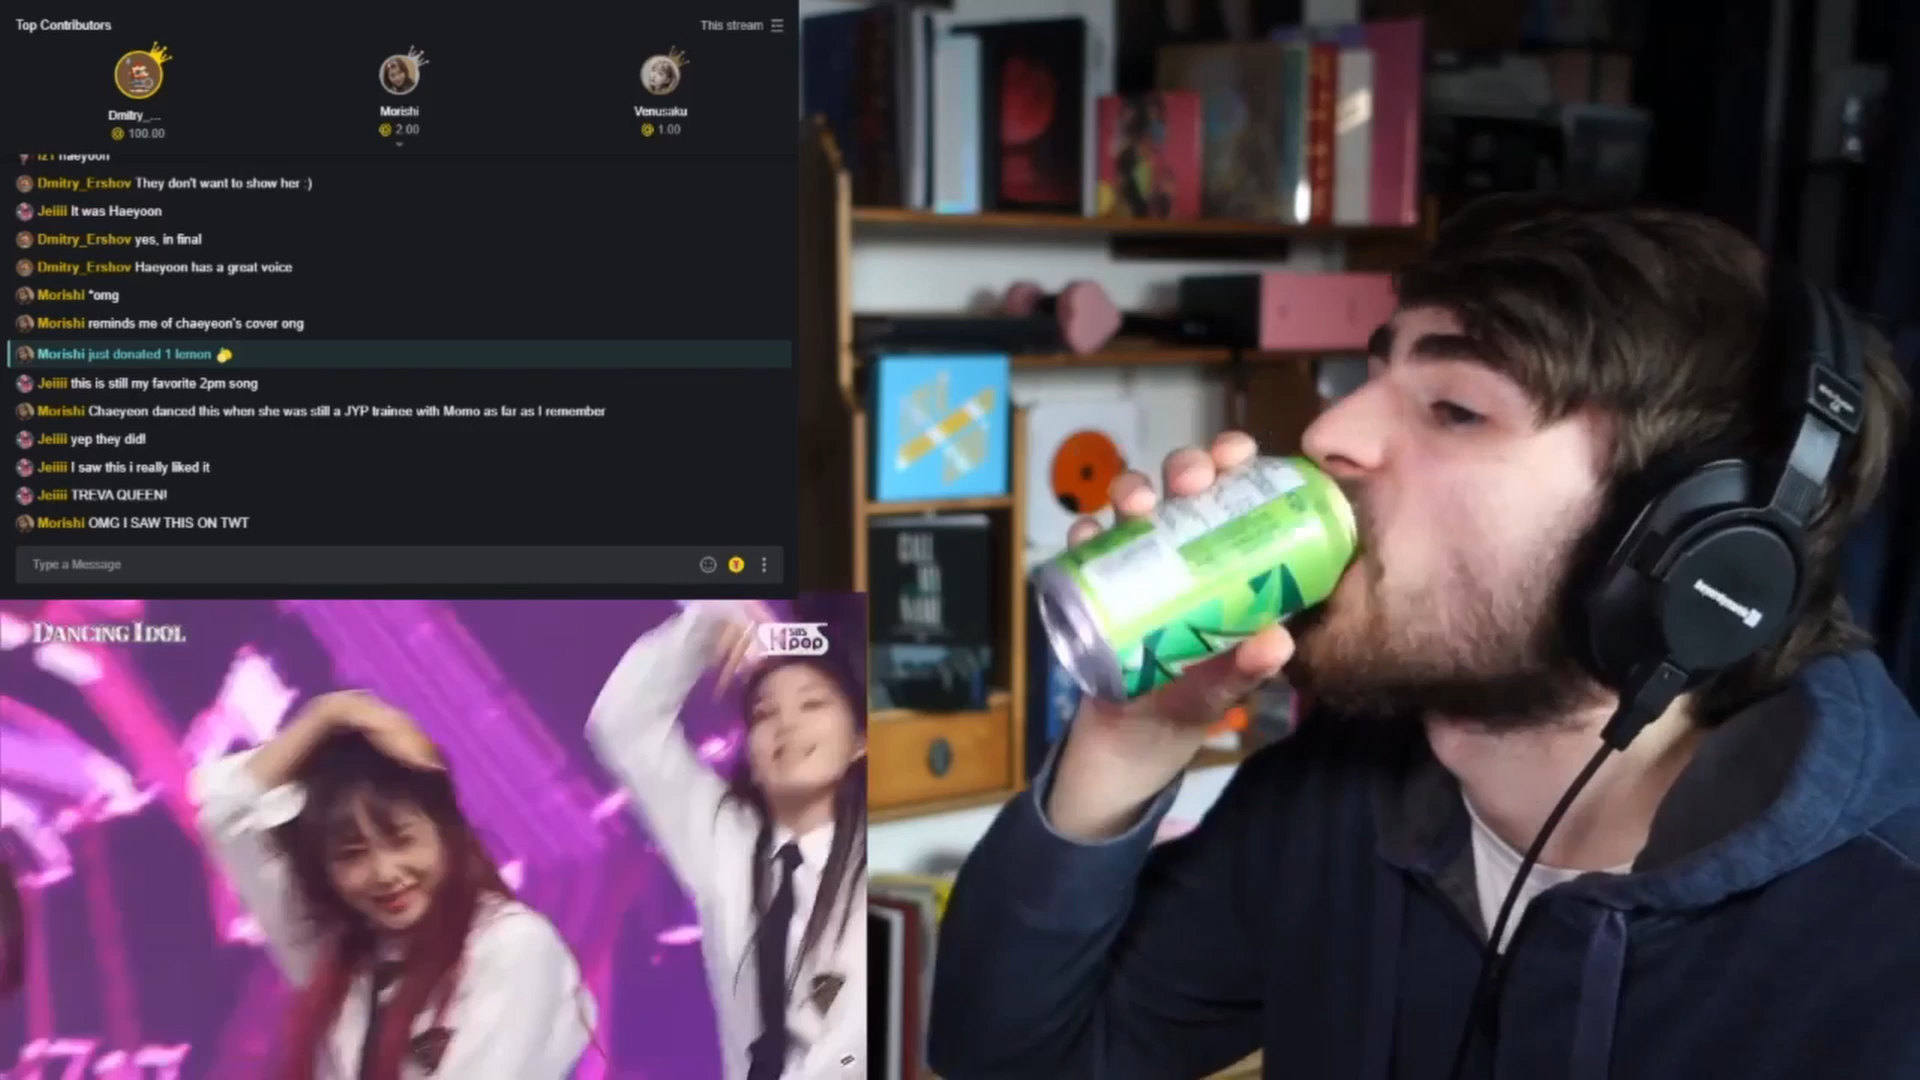 Top Contributors
This stream
Dmitry_...
100.00
Morishi
2.00
Venusaku
1.00
haeyoon
Dmitry_Ershov They don't want to show her :)
Jeiiii It was Haeyoon
Dmitry_Ershov yes, in final
Dmitry_Ershov Haeyoon has a great voice
Morishi *omg
Morishi reminds me of chaeyeon's cover ong
Morishi just donated 1 lemon 🍋
Jeiiii this is still my favorite 2pm song
Morishi Chaeyeon danced this when she was still a JYP trainee with Momo as far as I remember
Jeiiii yep they did!
Jeiiii I saw this i really liked it
Jeiiii TREVA QUEEN!
Morishi OMG I SAW THIS ON TWT
Type a Message
DANCING IDOL
SBS
Kpop
beyerdynamic